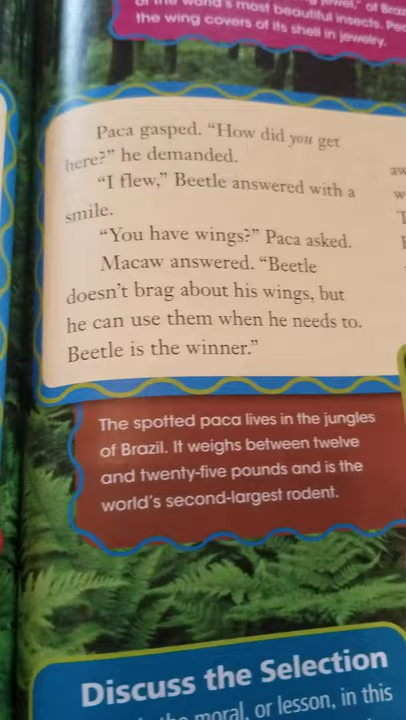 of the world's most beautiful insects.
the wing covers of its shell in jewelry.
Paca gasped. "How did you get
here?" he demanded.
"I flew," Beetle answered with a
smile.
"You have wings?" Paca asked.
Macaw answered. "Beetle
doesn't brag about his wings, but
he can use them when he needs to.
Beetle is the winner."
The spotted paca lives in the jungles
of Brazil. It weighs between twelve
and twenty-five pounds and is the
world's second-largest rodent.
Discuss the Selection
moral, or lesson, in this